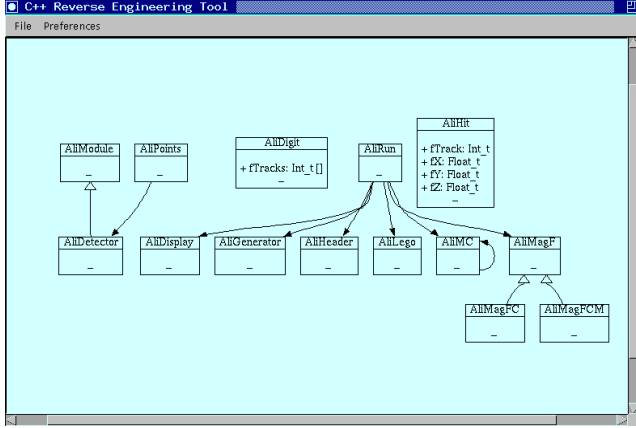 C++ Reverse Engineering Tool
File Preferences
AliHit
+ fTrack: Int_t
+ fX: Float_t
+ fY: Float_t
+ fZ: Float_t
AliModule
AliPoints
AliDigit
+ fTracks: Int_t []
AliRun
AliDetector
AliDisplay
AliGenerator
AliHeader
AliLego
AliMC
AliMagF
AliMagFC
AliMagFCM